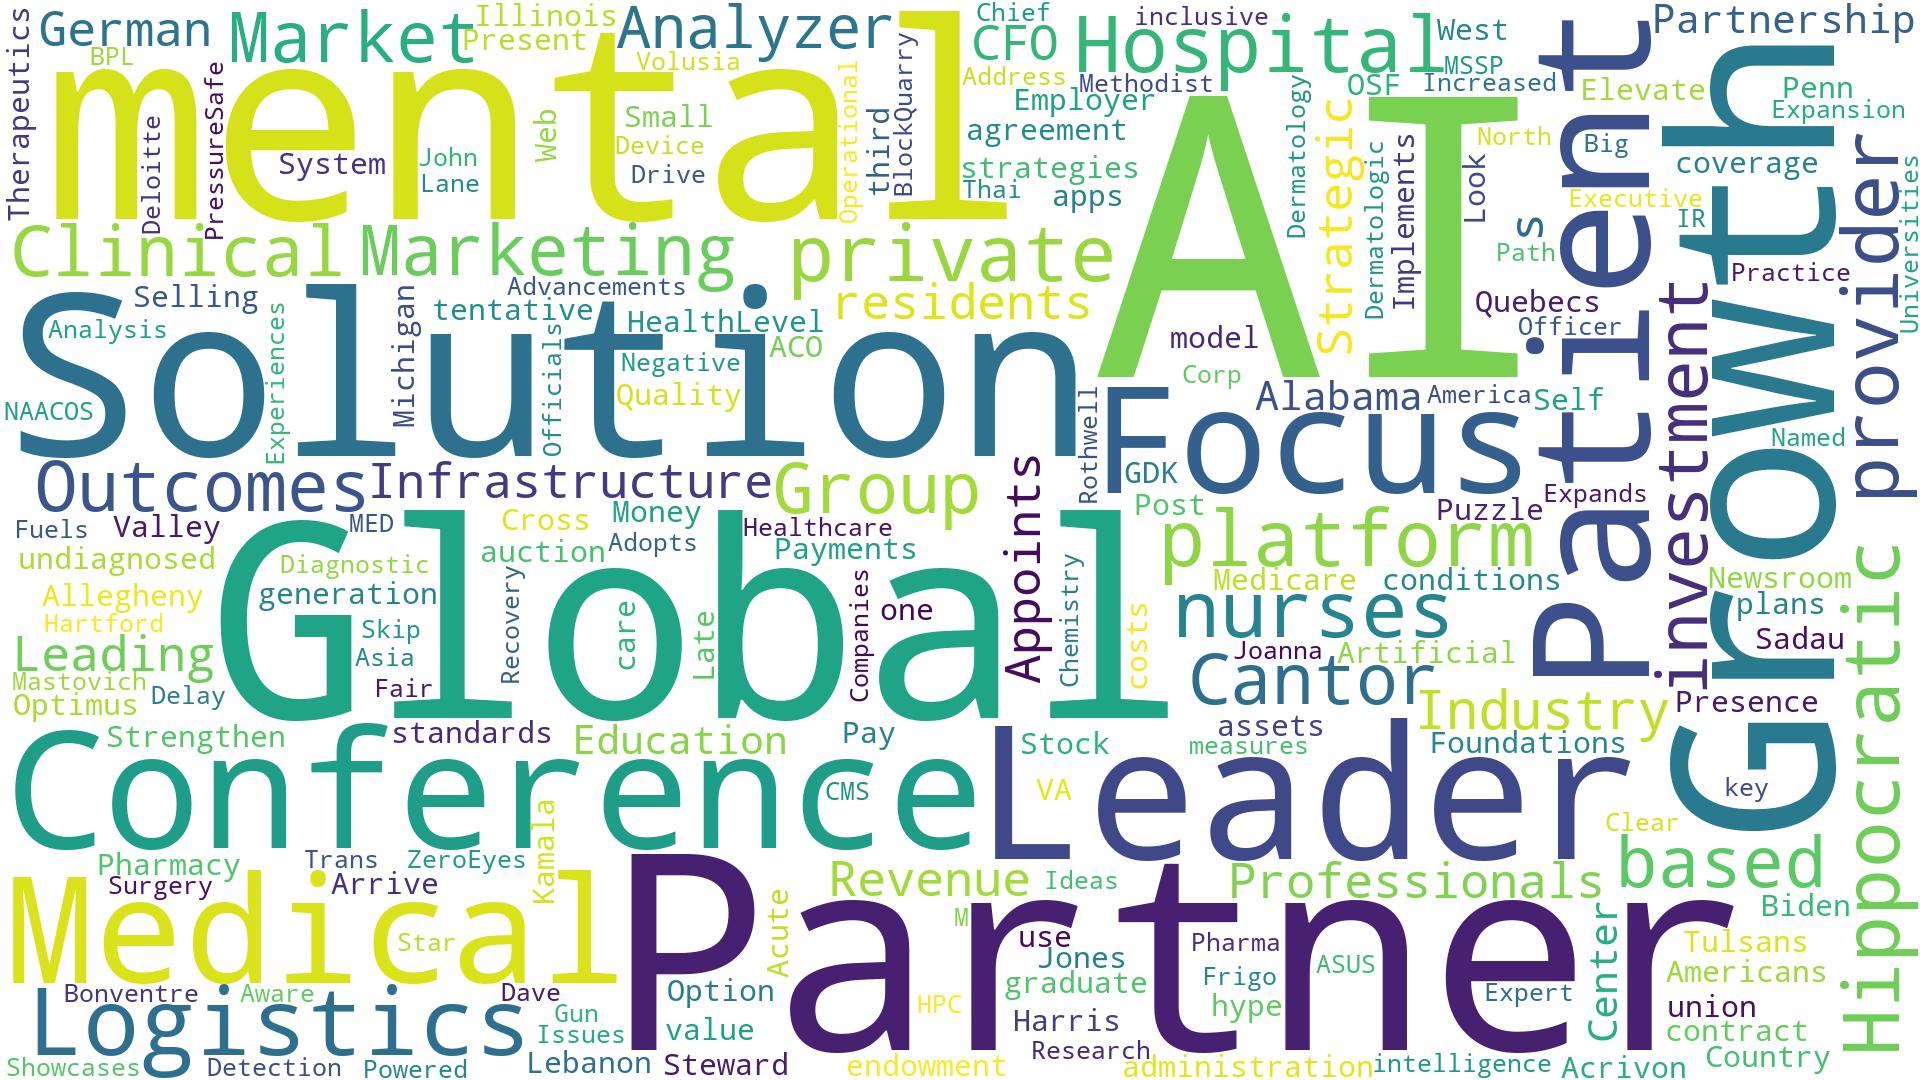 Therapeutics
German
Market
Illinois
Present
Analyzer
Chief
CFO
inclusive
Hospital
West
MSSP
Partnership
BPL
mental
Volusia
BlockQuarry
Address
Methodist
OSF
Increased
Patient
Elevate
Penn
Expansion
Growth
Deloitte
PressureSafe
System
John
Lane
Web
Small
Device
Drive
Operational
third
Employer
agreement
strategies
Thai
apps
Dermatology
AI
Strategic
Dermatologic
Implements
Look
North
Big
coverage
Executive
IR
provider
Universities
Clinical
Marketing
private
s
Path
Practice
Selling
Advancements
residents
Quebecs
Officer
investment
Analysis
Experiences
Solution
Michigan
tentative
Officials
HealthLevel
ACO
Negative
Quality
model
Corp
NAACOS
Rothwell
Focus
Alabama
America
Self
Named
Outcomes
Infrastructure
Group
Appoints
GDK
Post
Puzzle
Expands
Fuels
Valley
MED
Cross
Money
Adopts
Healthcare
Payments
platform
undiagnosed
Diagnostic
auction
Medicare
conditions
Newsroom
Allegheny
generation
Global
Recovery
care
Late
Companies
one
Chemistry
costs
nurses
plans
Hartford
Skip
Asia
Leading
Fair
Joanna
Artificial
Sadau
Mastovich
Optimus
Delay
Cantor
Industry
Presence
Hippocratic
Strengthen
standards
Education
Pay
Stock
assets
measures
Foundations
Conference
CMS
Leader
VA
key
Kamala
Clear
Pharmacy
Trans
ZeroEyes
Surgery
Arrive
Revenue
Ideas
Professionals
based
Medical
Star
Partner
Acute
M
use
Jones
Pharma
Frigo
ASUS
Center
Biden
Tulsans
Americans
Bonventre
Aware
Dave
Option
HPC
graduate
hype
Expert
union
Logistics
Gun
Issues
value
Harris
Research
contract
Country
Showcases
Detection
Powered
Lebanon
Steward
endowment
administration
intelligence
Acrivon